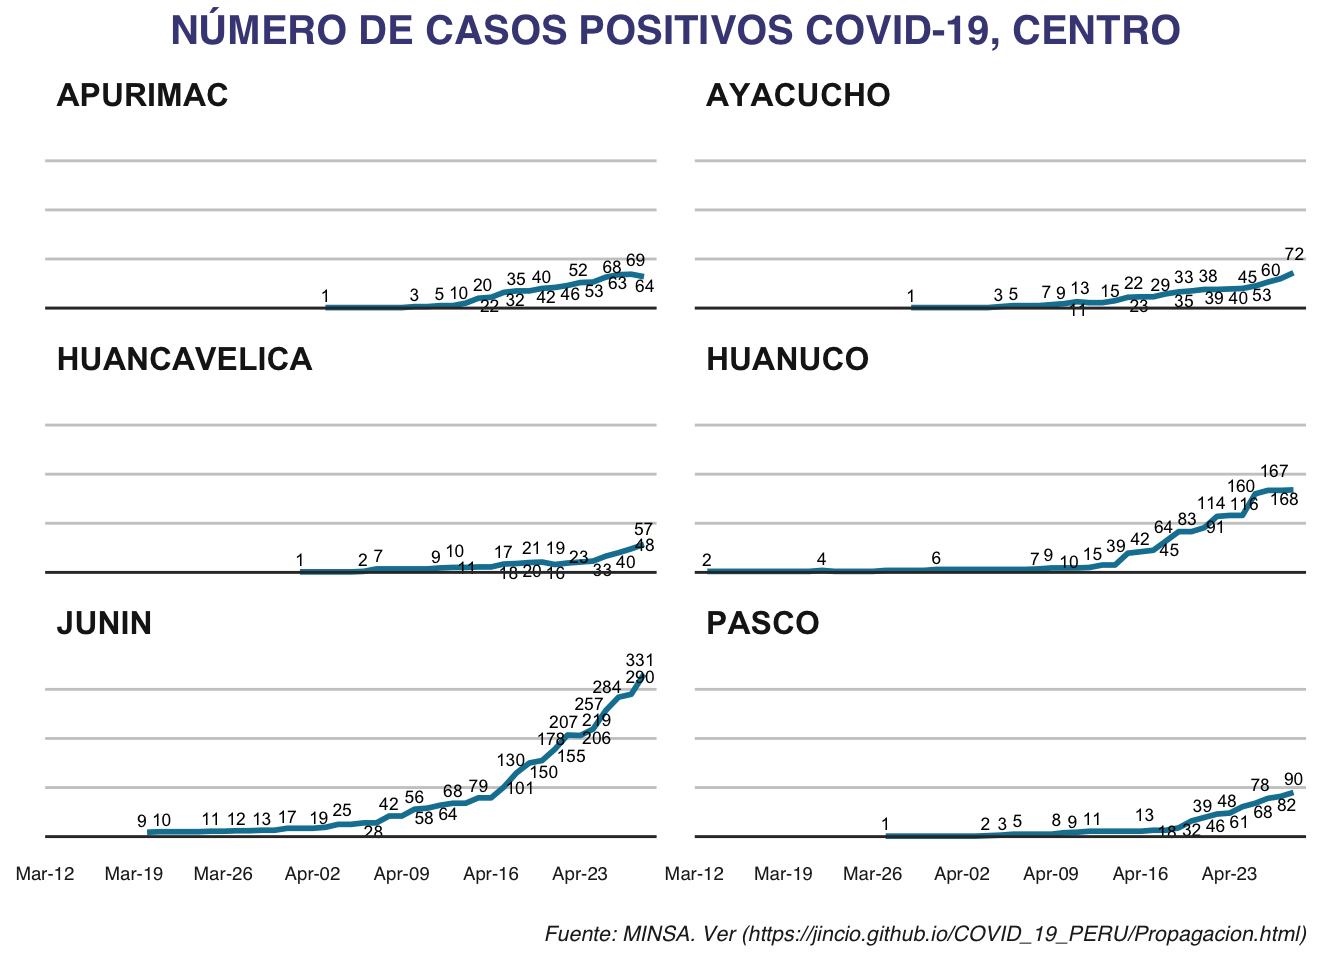 NÚMERO DE CASOS POSITIVOS COVID-19, CENTRO
APURIMAC
1 3 5 10 20 22 35 32 40 42 46 52 53 68 63 69 64
AYACUCHO
1 3 5 7 9 13 11 15 22 23 29 33 35 38 39 40 45 53 60 72
HUANCAVELICA
1 2 7 9 10 11 17 18 21 20 19 16 23 33 40 57 48
HUANUCO
2 4 6 7 9 10 15 39 42 64 45 83 114 91 160 116 167 168
JUNIN
9 10 11 12 13 17 19 25 28 42 56 58 68 64 79 130 101 150 178 207 155 257 219 206 284 331 290
PASCO
1 2 3 5 8 9 11 13 18 32 39 46 48 61 78 68 90 82
Mar-12 Mar-19 Mar-26 Apr-02 Apr-09 Apr-16 Apr-23
Mar-12 Mar-19 Mar-26 Apr-02 Apr-09 Apr-16 Apr-23
Fuente: MINSA. Ver (https://jincio.github.io/COVID_19_PERU/Propagacion.html)